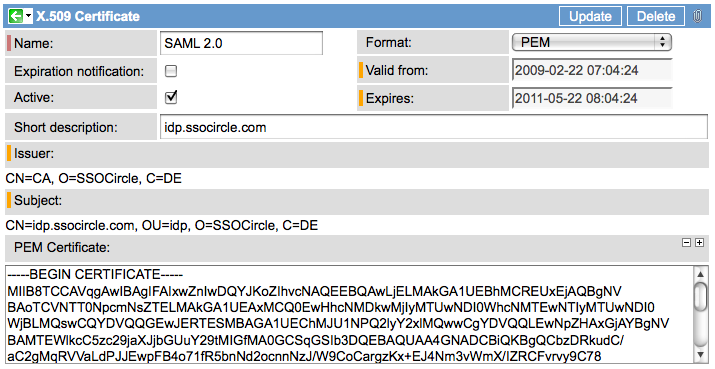 X.509 Certificate
Update
Delete
Name:
SAML 2.0
Format:
PEM
Expiration notification:
Valid from:
2009-02-22 07:04:24
Active:
Expires:
2011-05-22 08:04:24
Short description:
idp.ssocircle.com
Issuer:
CN=CA, O=SSOCircle, C=DE
Subject:
CN=idp.ssocircle.com, OU=idp, O=SSOCircle, C=DE
PEM Certificate:
-----BEGIN CERTIFICATE-----
MIIB8TCCAVqgAwIBAgIFAIxwZnIwDQYJKoZIhvcNAQEEBQAwLjELMAkGA1UEBhMCREUxEjAQBgNV
BAoTCVNTT0NpcmNsZTELMAkGA1UEAxMCQ0EwHhcNMDkwMjIyMTUwNDI0WhcNMTEwNTIyMTUwNDI0
WjBLMQswCQYDVQQGEwJERTESMBAGA1UEChMJU1NPQ2lyY2xlMQwwCgYDVQQLEwNpZHAxGjAYBgNV
BAMTEWlkcC5zc29jaXJjbGUuY29tMIGfMA0GCSqGSIb3DQEBAQUAA4GNADCBiQKBgQCbzDRkudC/
aC2gMqRVVaLdPJJEwpFB4o71fR5bnNd2ocnnNzJ/W9CoCargzKx+EJ4Nm3vWmX/IZRCFvrvy9C78